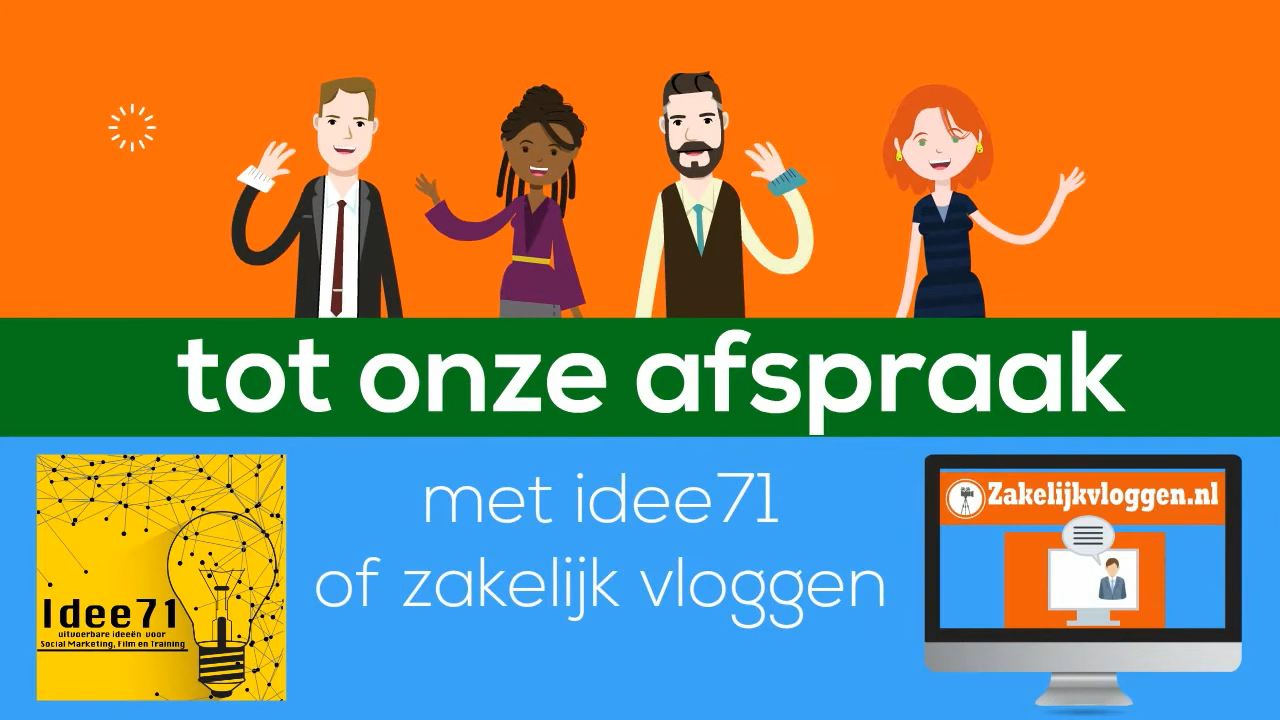 tot onze afspraak
met idee71
of zakelijk vloggen
Idee71
uitvoerbare ideeën voor
Social Marketing, Film en Training
Zakelijkvloggen.nl